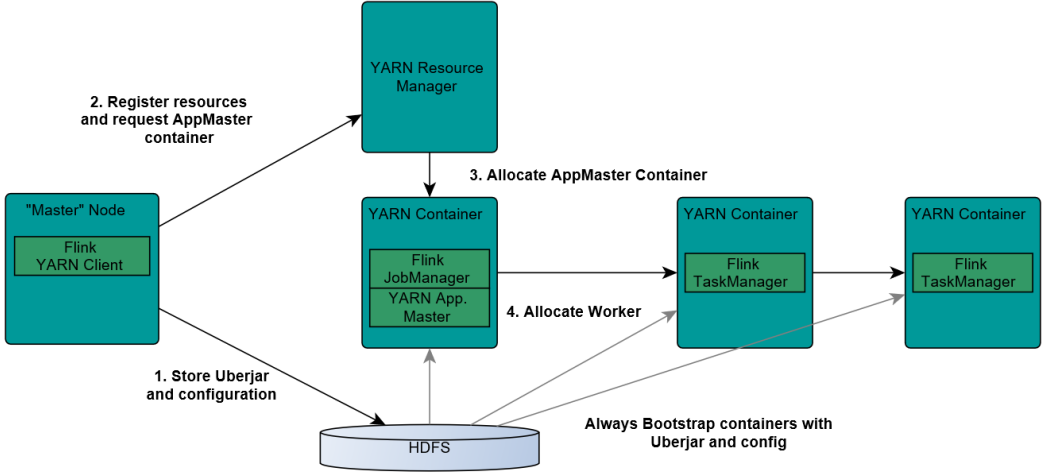 YARN Resource
Manager
2. Register resources
and request AppMaster
container
3. Allocate AppMaster Container
"Master" Node
Flink
YARN Client
YARN Container
Flink
JobManager
YARN App.
Master
YARN Container
Flink
TaskManager
YARN Container
Flink
TaskManager
4. Allocate Worker
1. Store Uberjar
and configuration
Always Bootstrap containers with
Uberjar and config
HDFS